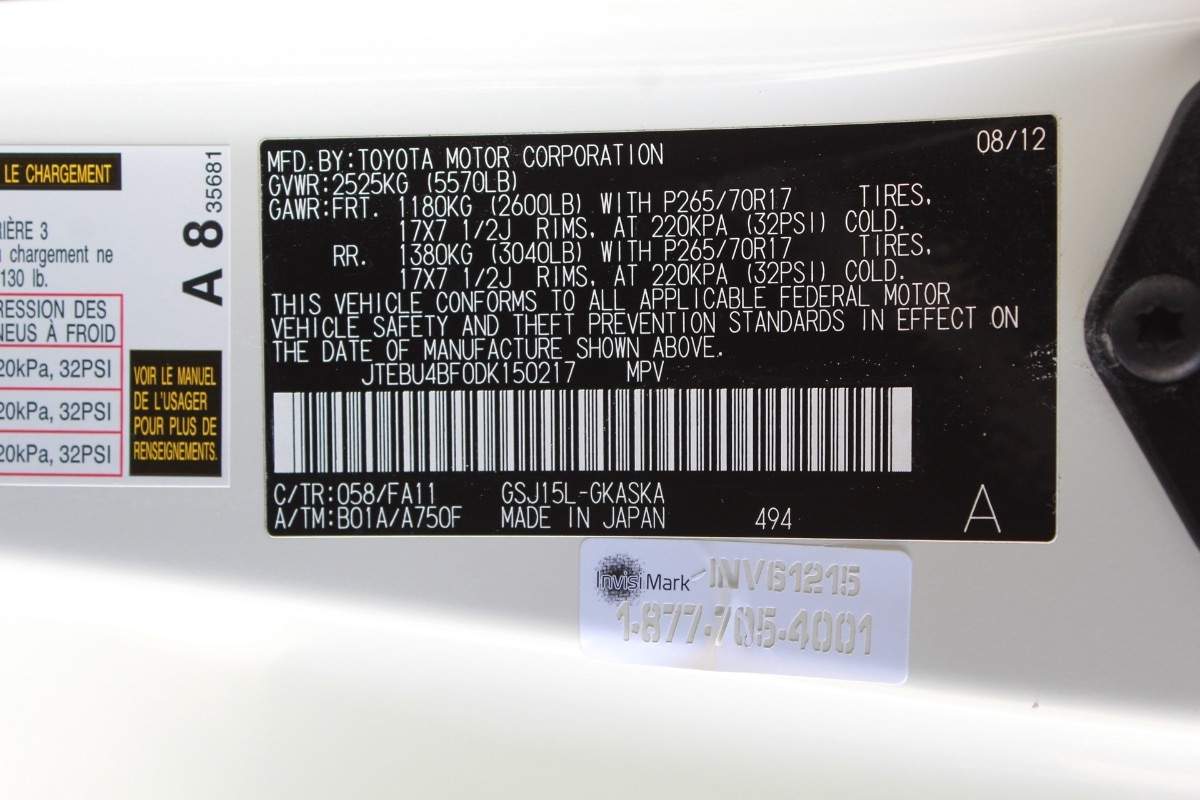 LE CHARGEMENT
A 8 35681
IÈRE 3
chargement ne
130 lb.
RESSION DES
NEUS À FROID
20kPa, 32PSI
20kPa, 32PSI
20kPa, 32PSI
VOIR LE MANUEL
DE L'USAGER
POUR PLUS DE
RENSEIGNEMENTS.
08/12
MFD. BY: TOYOTA MOTOR CORPORATION
GVWR: 2525KG (5570LB)
GAWR: FRT. 1180KG (2600LB) WITH P265/70R17 TIRES,
17X7 1/2J RIMS, AT 220KPA (32PSI) COLD.
RR. 1380KG (3040LB) WITH P265/70R17 TIRES,
17X7 1/2J RIMS, AT 220KPA (32PSI) COLD.
THIS VEHICLE CONFORMS TO ALL APPLICABLE FEDERAL MOTOR
VEHICLE SAFETY AND THEFT PREVENTION STANDARDS IN EFFECT ON
THE DATE OF MANUFACTURE SHOWN ABOVE.
JTEBU4BF0DK150217 MPV
C/TR: 058/FA11 GSJ15L-GKASKA
A/TM: B01A/A750F MADE IN JAPAN 494 A
InvisiMark INV61215
1-877-705-4001